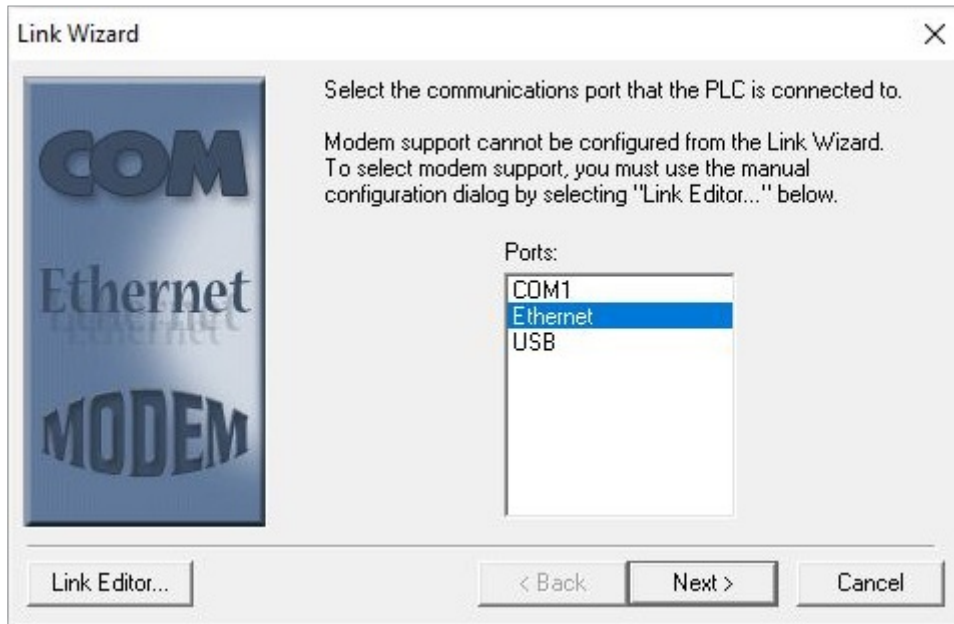 Link Wizard
COM
Ethernet
MODEM
Select the communications port that the PLC is connected to.
Modem support cannot be configured from the Link Wizard.
To select modem support, you must use the manual
configuration dialog by selecting "Link Editor..." below.
Ports:
COM1
Ethernet
USB
Link Editor...
< Back
Next >
Cancel